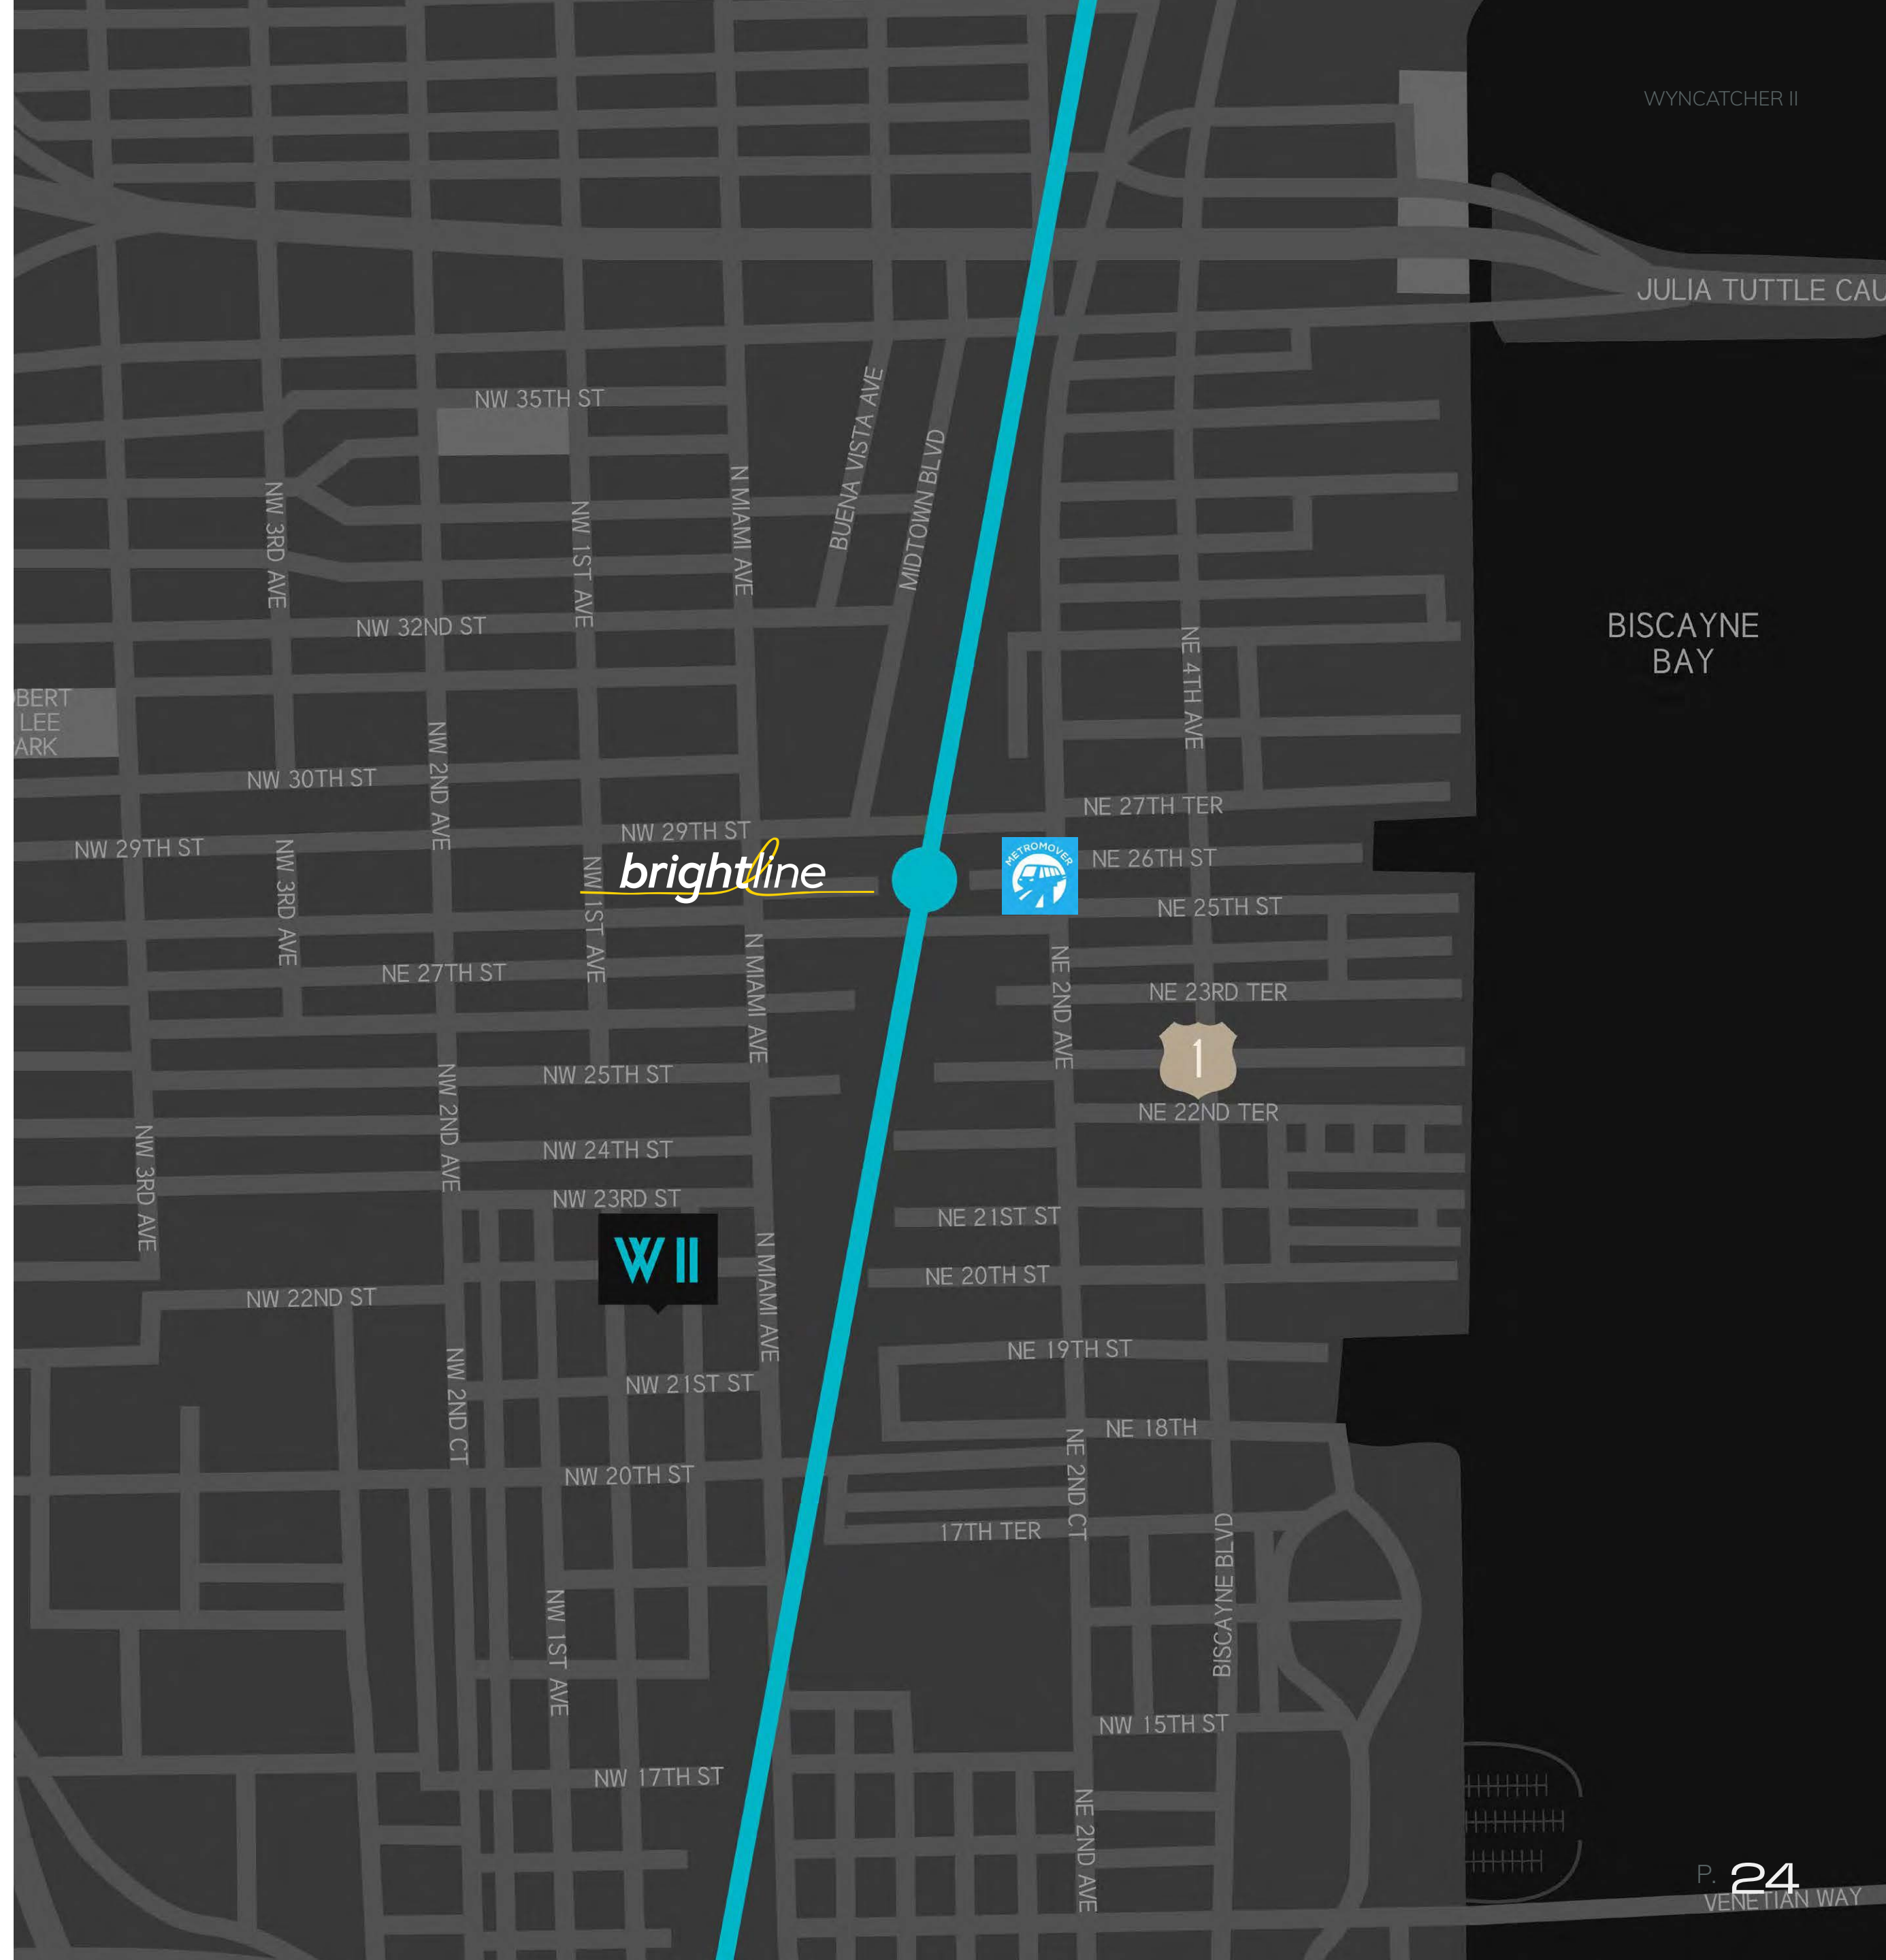 WYNCATCHER II
JULIA TUTTLE CAU
NW 35TH ST
BUENA VISTA AVE
MIDTOWN BLVD
N MIAMI AVE
NW 3RD AVE
NW 1ST AVE
NW 32ND ST
BISCAYNE
BAY
NE 4TH AVE
OBERT
LEE
ARK
NW 2ND AVE
NW 30TH ST
NE 27TH TER
NW 29TH ST
NW 29TH ST
brightline
METROMOVER
NE 26TH ST
NW 3RD AVE
NW 1ST AVE
NE 25TH ST
N MIAMI AVE
NE 2ND AVE
NE 27TH ST
NE 23RD TER
1
NW 25TH ST
NW 2ND AVE
NE 22ND TER
NW 3RD AVE
NW 24TH ST
NW 23RD ST
NE 21ST ST
W II
N MIAMI AVE
NE 20TH ST
NW 22ND ST
NE 19TH ST
NW 2ND CT
NW 21ST ST
NE 18TH
NE 2ND CT
NW 20TH ST
17TH TER
BISCAYNE BLVD
NW 1ST AVE
NW 15TH ST
NW 17TH ST
NE 2ND AVE
P. 24
VENETIAN WAY